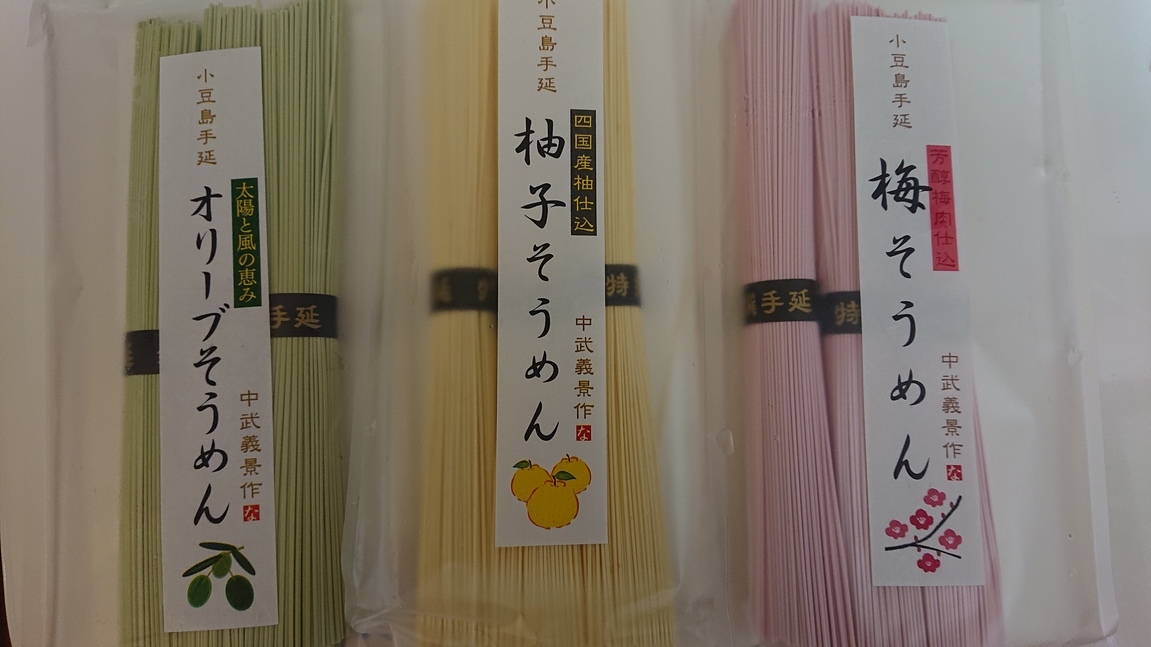 小豆島手延
太陽と風の恵み
オリーブそうめん
中武義景作
な
手延
小豆島手延
四国産柚仕込
柚子そうめん
中武義景作
な
特
小豆島手延
芳醇梅肉仕込
梅そうめん
中武義景作
な
手延
特